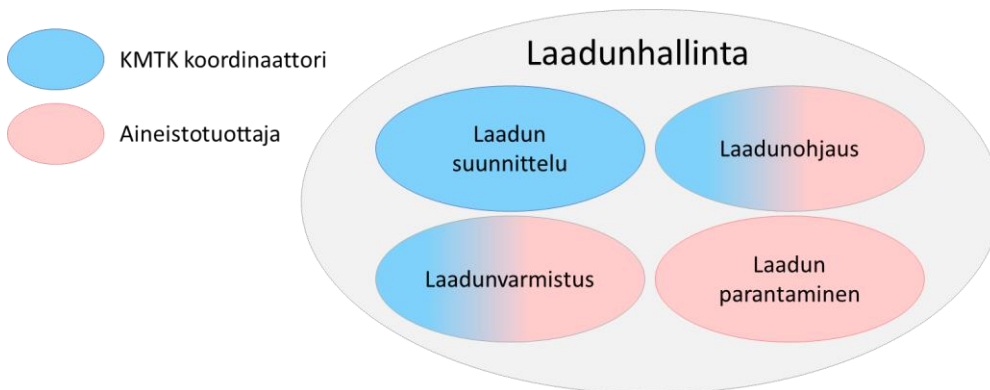 KMTK koordinaattori
Aineistotuottaja
Laadunhallinta
Laadun
suunnittelu
Laadunohjaus
Laadunvarmistus
Laadun
parantaminen